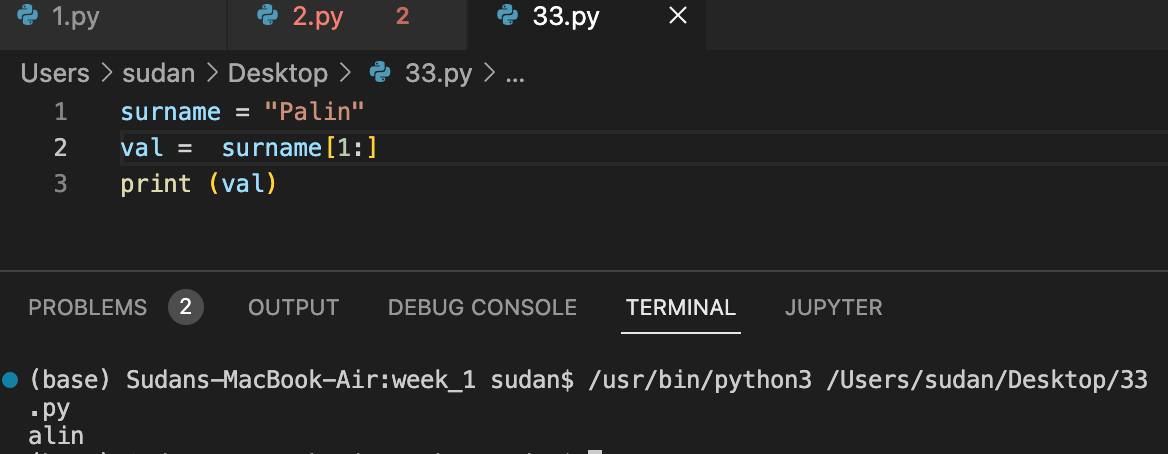 1.py 2.py 2 33.py
Users > sudan > Desktop > 33.py > ...
1 surname = "Palin"
2 val =  surname[1:]
3 print (val)
PROBLEMS 2 OUTPUT DEBUG CONSOLE TERMINAL JUPYTER
(base) Sudans-MacBook-Air:week_1 sudan$ /usr/bin/python3 /Users/sudan/Desktop/33
.py
alin